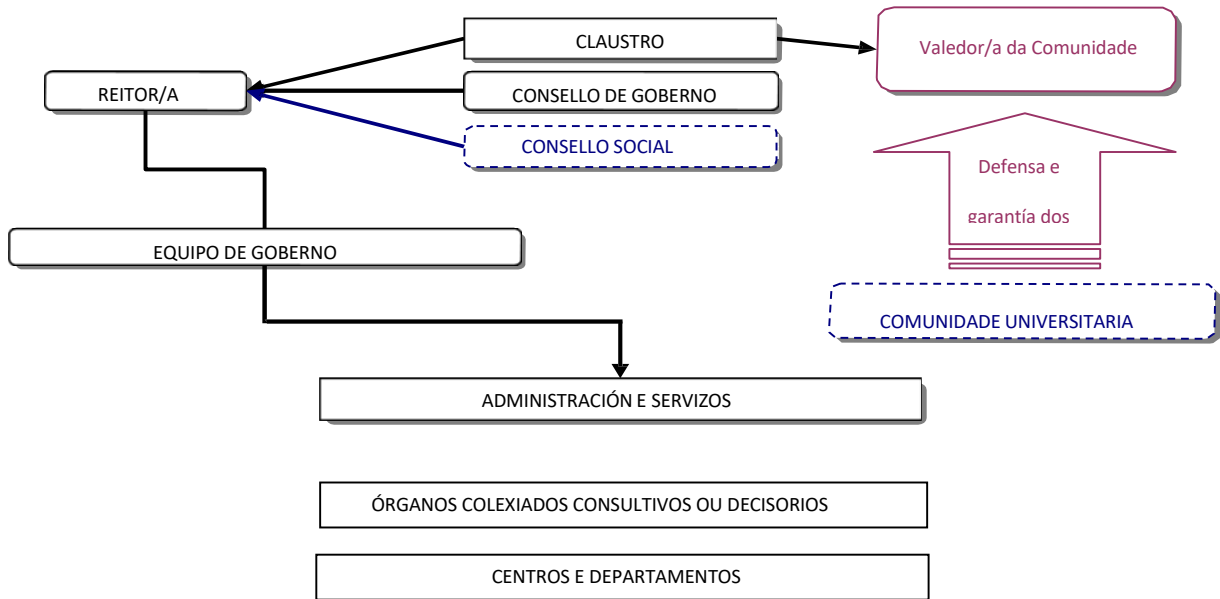 CLAUSTRO
Valedor/a da Comunidade
REITOR/A
CONSELLO DE GOBERNO
CONSELLO SOCIAL
Defensa e
garantía dos
EQUIPO DE GOBERNO
COMUNIDADE UNIVERSITARIA
ADMINISTRACIÓN E SERVIZOS
ÓRGANOS COLEXIADOS CONSULTIVOS OU DECISORIOS
CENTROS E DEPARTAMENTOS